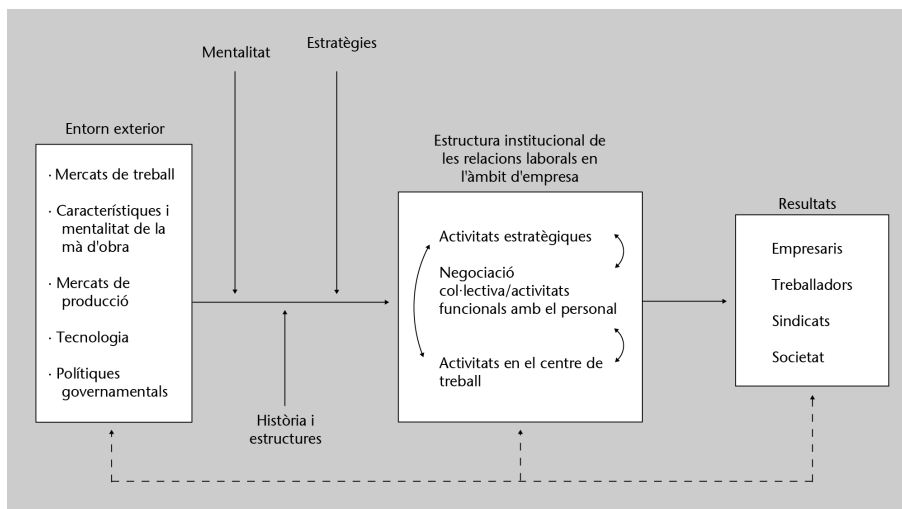 Mentalitat
Estratègies
Entorn exterior
· Mercats de treball
· Característiques i
mentalitat de la
mà d'obra
· Mercats de
producció
· Tecnologia
· Polítiques
governamentals
Història i
estructures
Estructura institucional de
les relacions laborals en
l'àmbit d'empresa
Activitats estratègiques
Negociació
col·lectiva/activitats
funcionals amb el personal
Activitats en el centre de
treball
Resultats
Empresaris
Treballadors
Sindicats
Societat